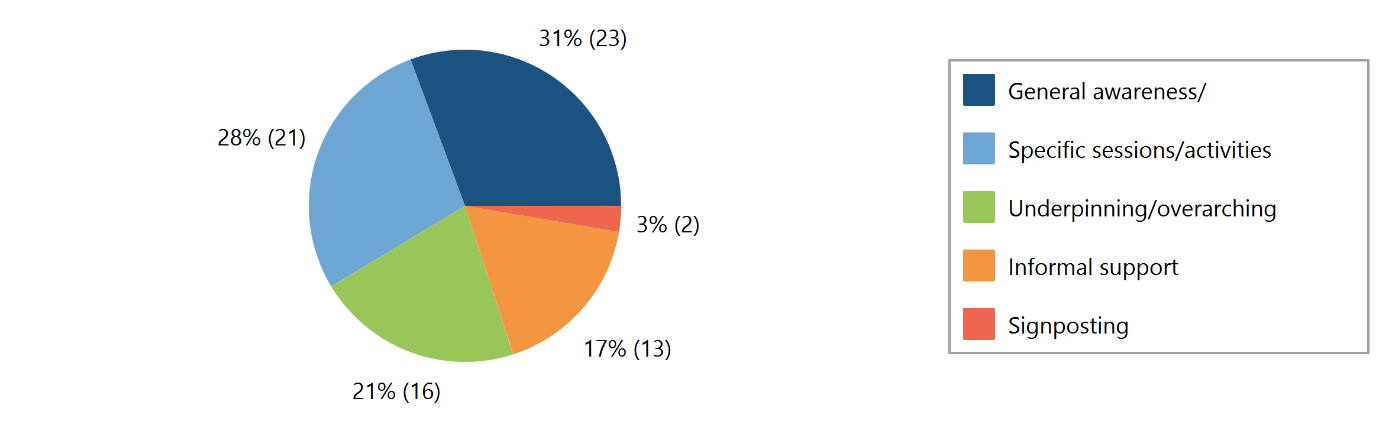 31% (23)
28% (21)
3% (2)
17% (13)
21% (16)
General awareness/
Specific sessions/activities
Underpinning/overarching
Informal support
Signposting